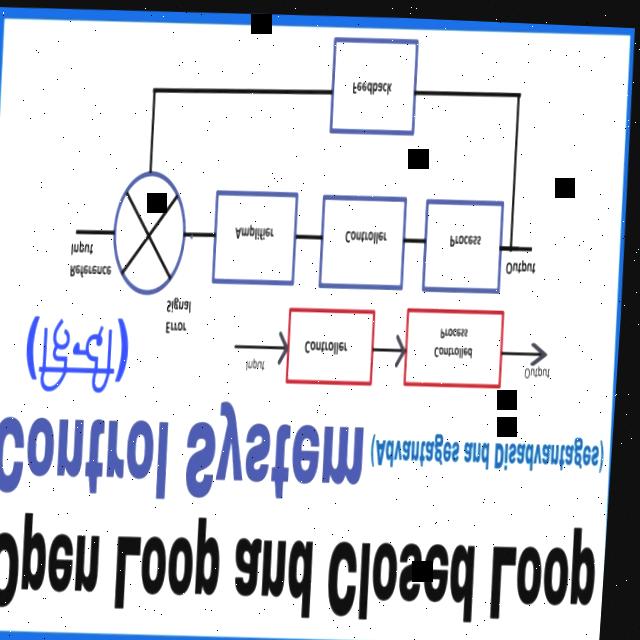 Open Loop and Closed Loop
Control System (Advantages and Disadvantages)
Input
Controller
Controlled
Process
Output
Error
Signal
Reference
Input
Amplifier
Controller
Process
Output
Feedback